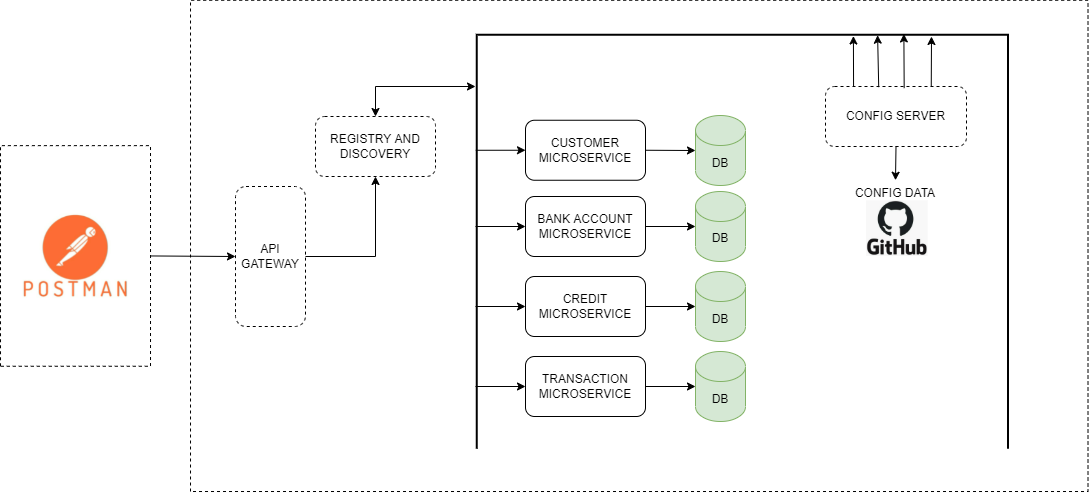 POSTMAN
API
GATEWAY
REGISTRY AND
DISCOVERY
CUSTOMER
MICROSERVICE
DB
BANK ACCOUNT
MICROSERVICE
DB
CREDIT
MICROSERVICE
DB
TRANSACTION
MICROSERVICE
DB
CONFIG SERVER
CONFIG DATA
GitHub